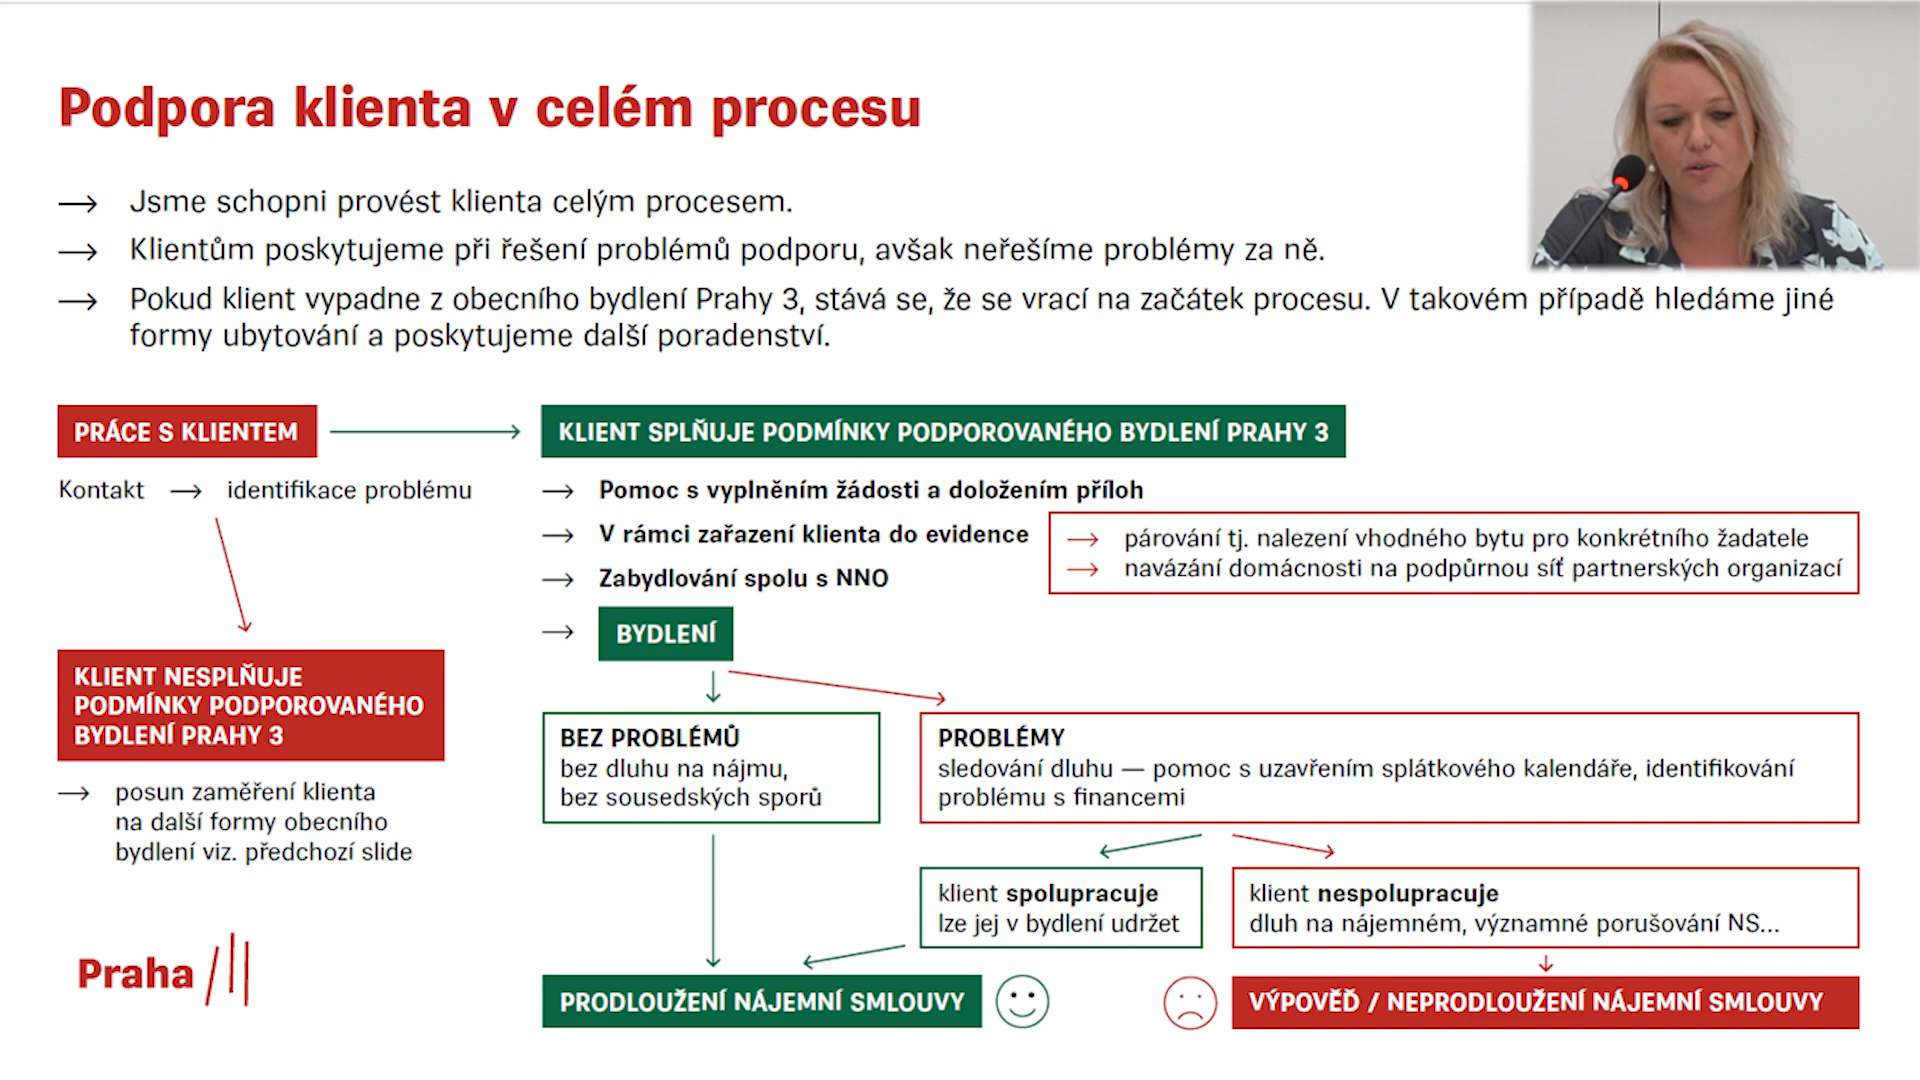 Podpora klienta v celém procesu
Jsme schopni provést klienta celým procesem.
Klientům poskytujeme při řešení problémů podporu, avšak neřešíme problémy za ně.
Pokud klient vypadne z obecního bydlení Prahy 3, stává se, že se vrací na začátek procesu. V takovém případě hledáme jiné
formy ubytování a poskytujeme další poradenství.
PRÁCE S KLIENTEM
Kontakt → identifikace problému
KLIENT NESPLŇUJE
PODMÍNKY PODPOROVANÉHO
BYDLENÍ PRAHY 3
posun zaměření klienta
na další formy obecního
bydlení viz. předchozí slide
KLIENT SPLŇUJE PODMÍNKY PODPOROVANÉHO BYDLENÍ PRAHY 3
Pomoc s vyplněním žádosti a doložením příloh
V rámci zařazení klienta do evidence
párování tj. nalezení vhodného bytu pro konkrétního žadatele
navázání domácnosti na podpůrnou síť partnerských organizací
Zabydlování spolu s NNO
BYDLENÍ
BEZ PROBLÉMŮ
bez dluhu na nájmu,
bez sousedských sporů
PROBLÉMY
sledování dluhu — pomoc s uzavřením splátkového kalendáře, identifikování
problému s financemi
klient spolupracuje
lze jej v bydlení udržet
klient nespolupracuje
dluh na nájemném, významné porušování NS...
PRODLOUŽENÍ NÁJEMNÍ SMLOUVY
VÝPOVĚĎ / NEPRODLOUŽENÍ NÁJEMNÍ SMLOUVY
Praha